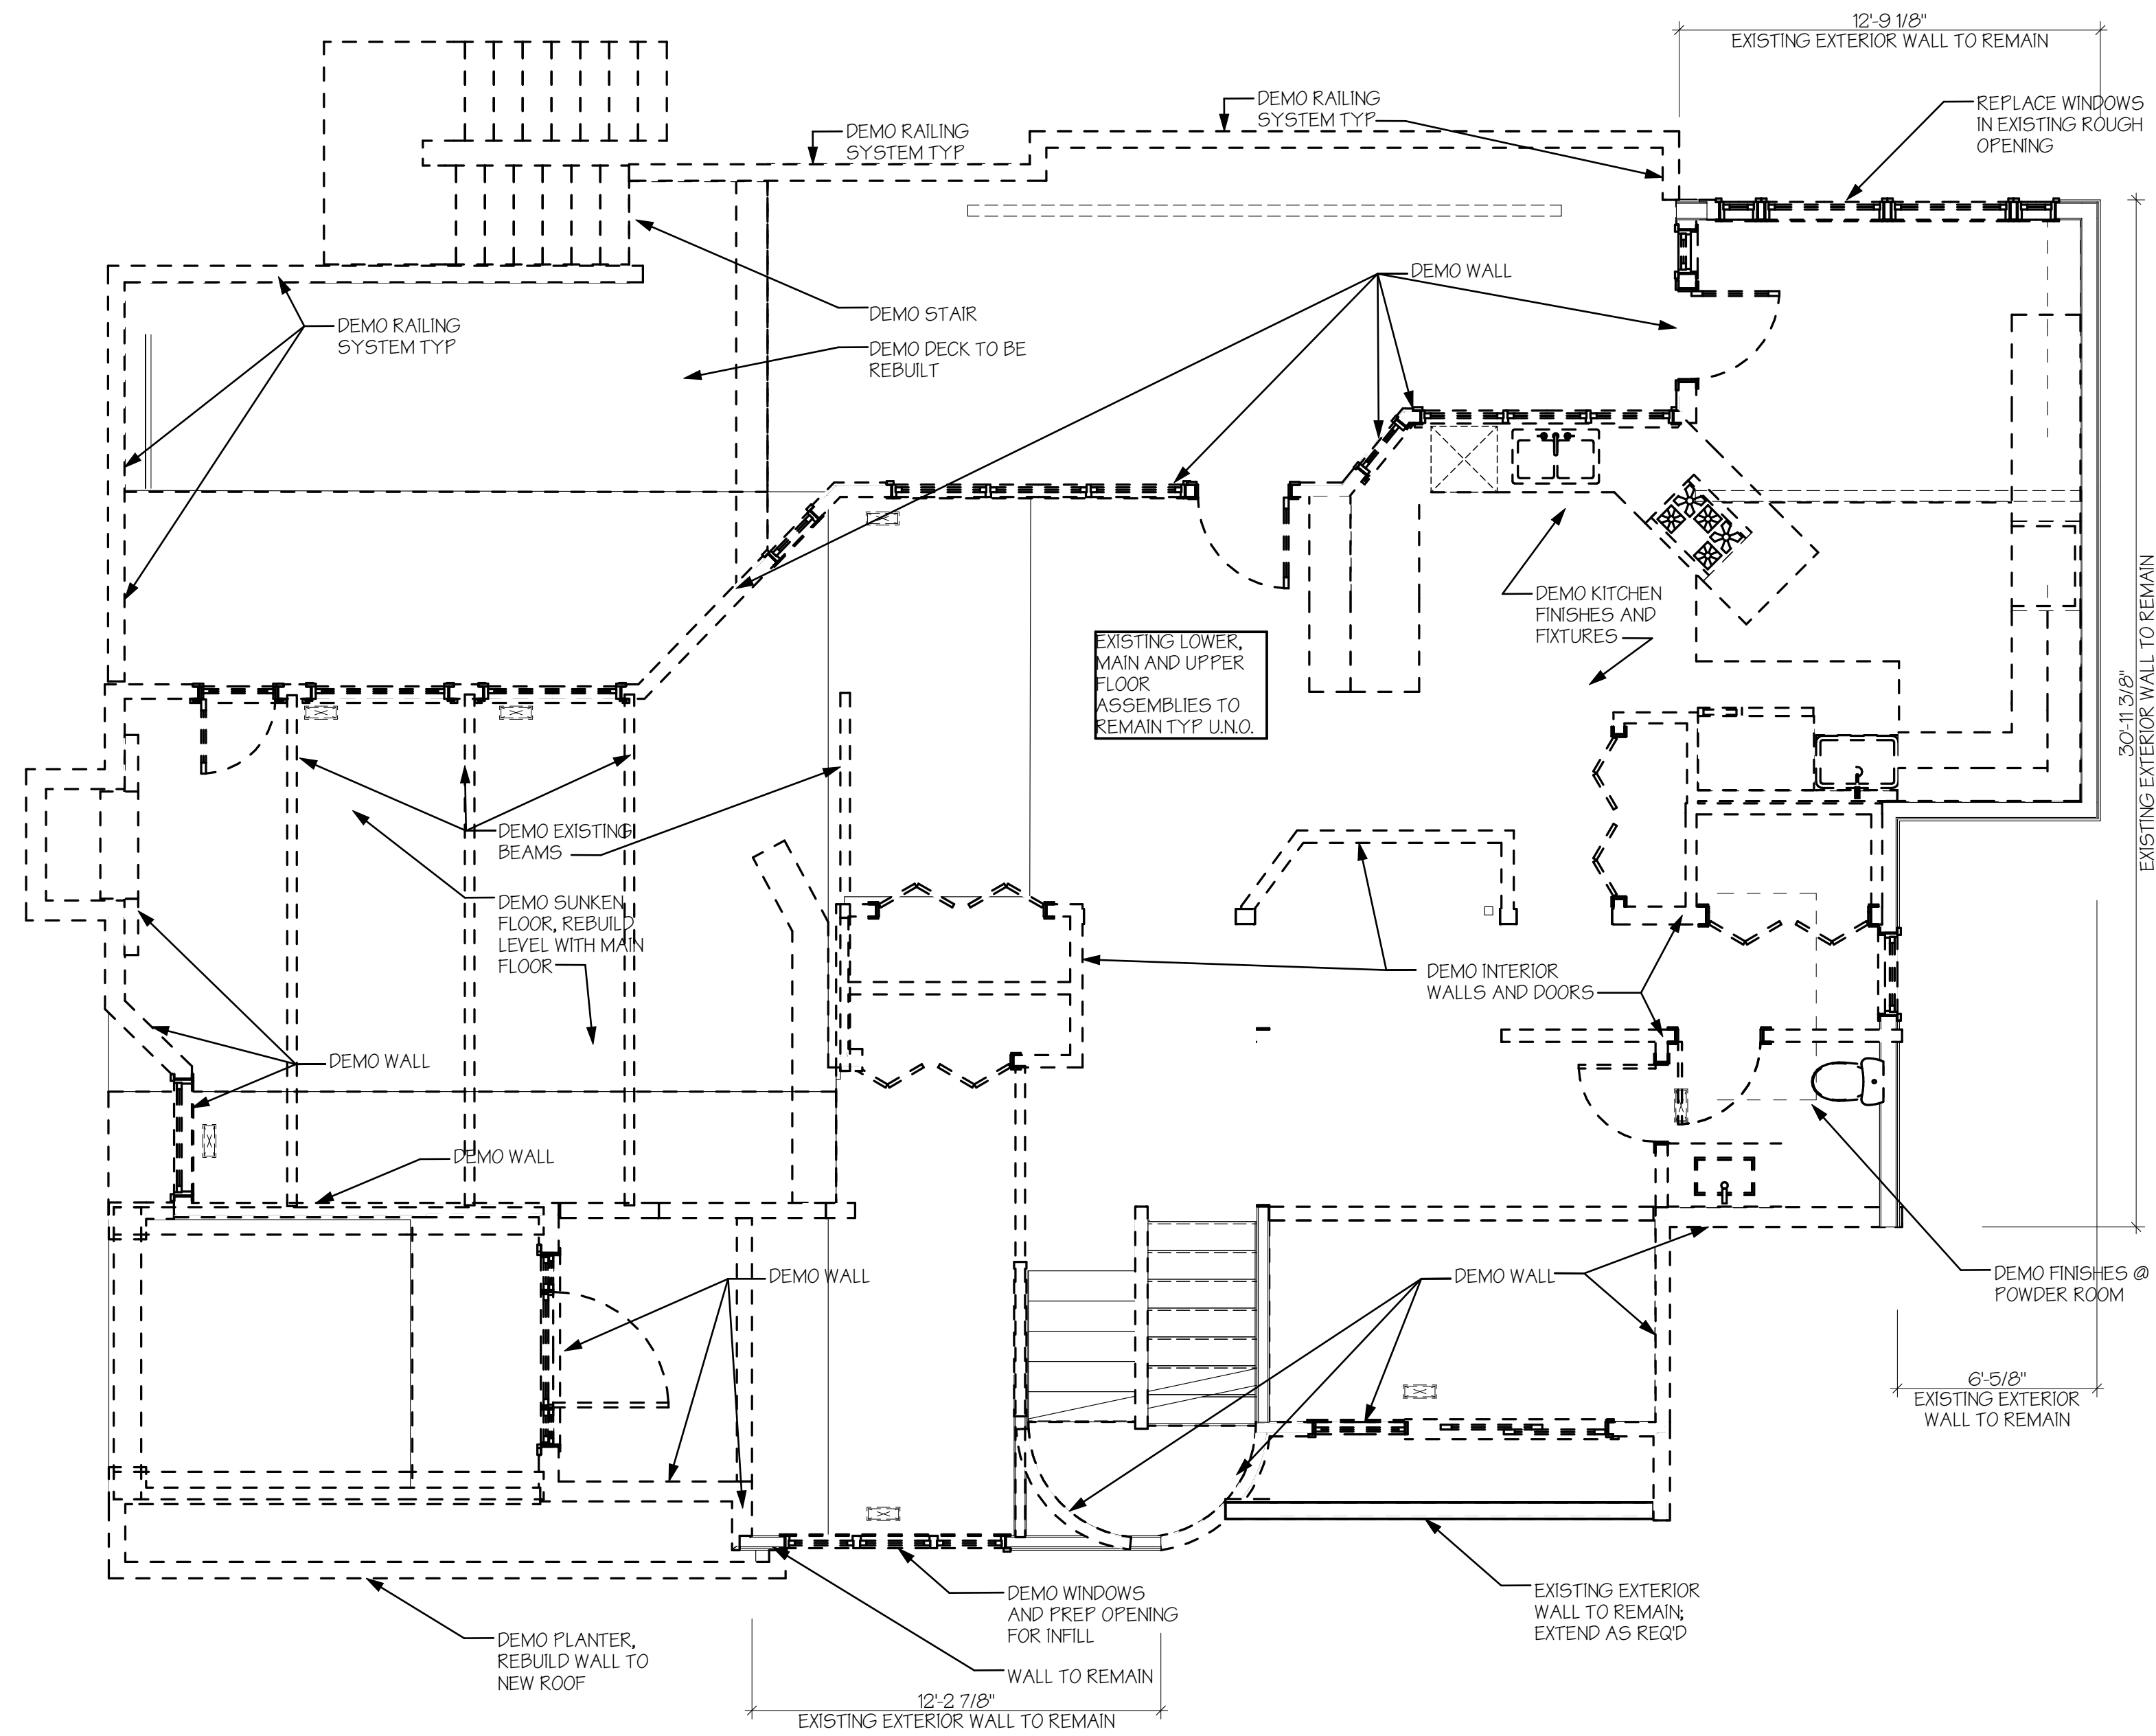 12'-9 1/8"
EXISTING EXTERIOR WALL TO REMAIN
DEMO RAILING
SYSTEM TYP
REPLACE WINDOWS
IN EXISTING ROUGH
OPENING
DEMO RAILING
SYSTEM TYP
DEMO WALL
DEMO STAIR
DEMO RAILING
SYSTEM TYP
DEMO DECK TO BE
REBUILT
DEMO KITCHEN
FINISHES AND
FIXTURES
EXISTING LOWER,
MAIN AND UPPER
FLOOR
ASSEMBLIES TO
REMAIN TYP U.N.O.
30'-11 3/8"
EXISTING EXTERIOR WALL TO REMAIN
DEMO EXISTING
BEAMS
DEMO SUNKEN
FLOOR, REBUILD
LEVEL WITH MAIN
FLOOR
DEMO INTERIOR
WALLS AND DOORS
DEMO WALL
DEMO WALL
DEMO WALL
DEMO WALL
DEMO FINISHES @
POWDER ROOM
6'-5/8"
EXISTING EXTERIOR
WALL TO REMAIN
DEMO WINDOWS
AND PREP OPENING
FOR INFILL
EXISTING EXTERIOR
WALL TO REMAIN;
EXTEND AS REQ'D
DEMO PLANTER,
REBUILD WALL TO
NEW ROOF
WALL TO REMAIN
12'-2 7/8"
EXISTING EXTERIOR WALL TO REMAIN